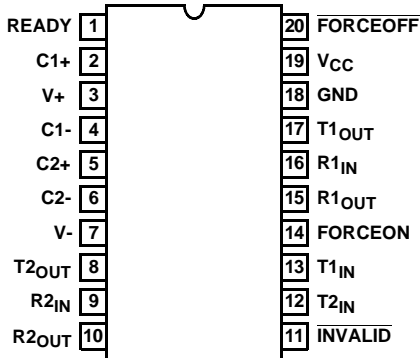 READY 1 20 FORCEOFF
C1+ 2 19 VCC
V+ 3 18 GND
C1- 4 17 T1OUT
C2+ 5 16 R1IN
C2- 6 15 R1OUT
V- 7 14 FORCEON
T2OUT 8 13 T1IN
R2IN 9 12 T2IN
R2OUT 10 11 INVALID